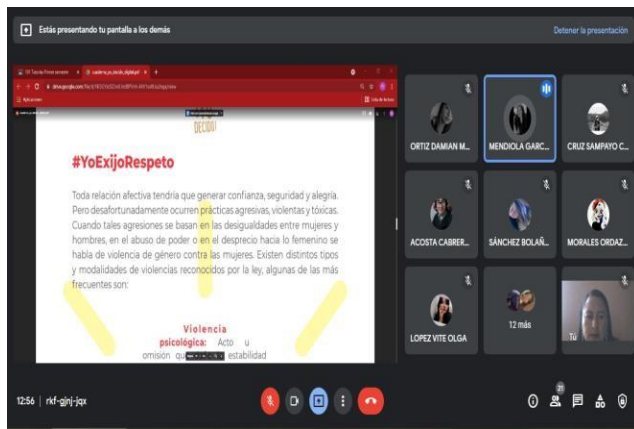 Estás presentando tu pantalla a los demás
Detener la presentación
DECIDO!
#YoExijoRespeto
Toda relación afectiva tendría que generar confianza, seguridad y alegría.
Pero desafortunadamente ocurren prácticas agresivas, violentas y tóxicas.
Cuando tales agresiones se basan en las desigualdades entre mujeres y
hombres, en el abuso de poder o en el desprecio hacia lo femenino se
habla de violencia de género contra las mujeres. Existen distintos tipos
y modalidades de violencias reconocidos por la ley, algunas de las más
frecuentes son:
Violencia
psicológica: Acto u
omisión estabilidad
ORTIZ DAMIAN M...
MENDIOLA GARC...
CRUZ SAMPAYO C...
ACOSTA CABRER...
SÁNCHEZ BOLAÑ...
MORALES ORDAZ...
LOPEZ VITE OLGA
12 más
Tú
12:56 | rkf-gjnj-jqx
21